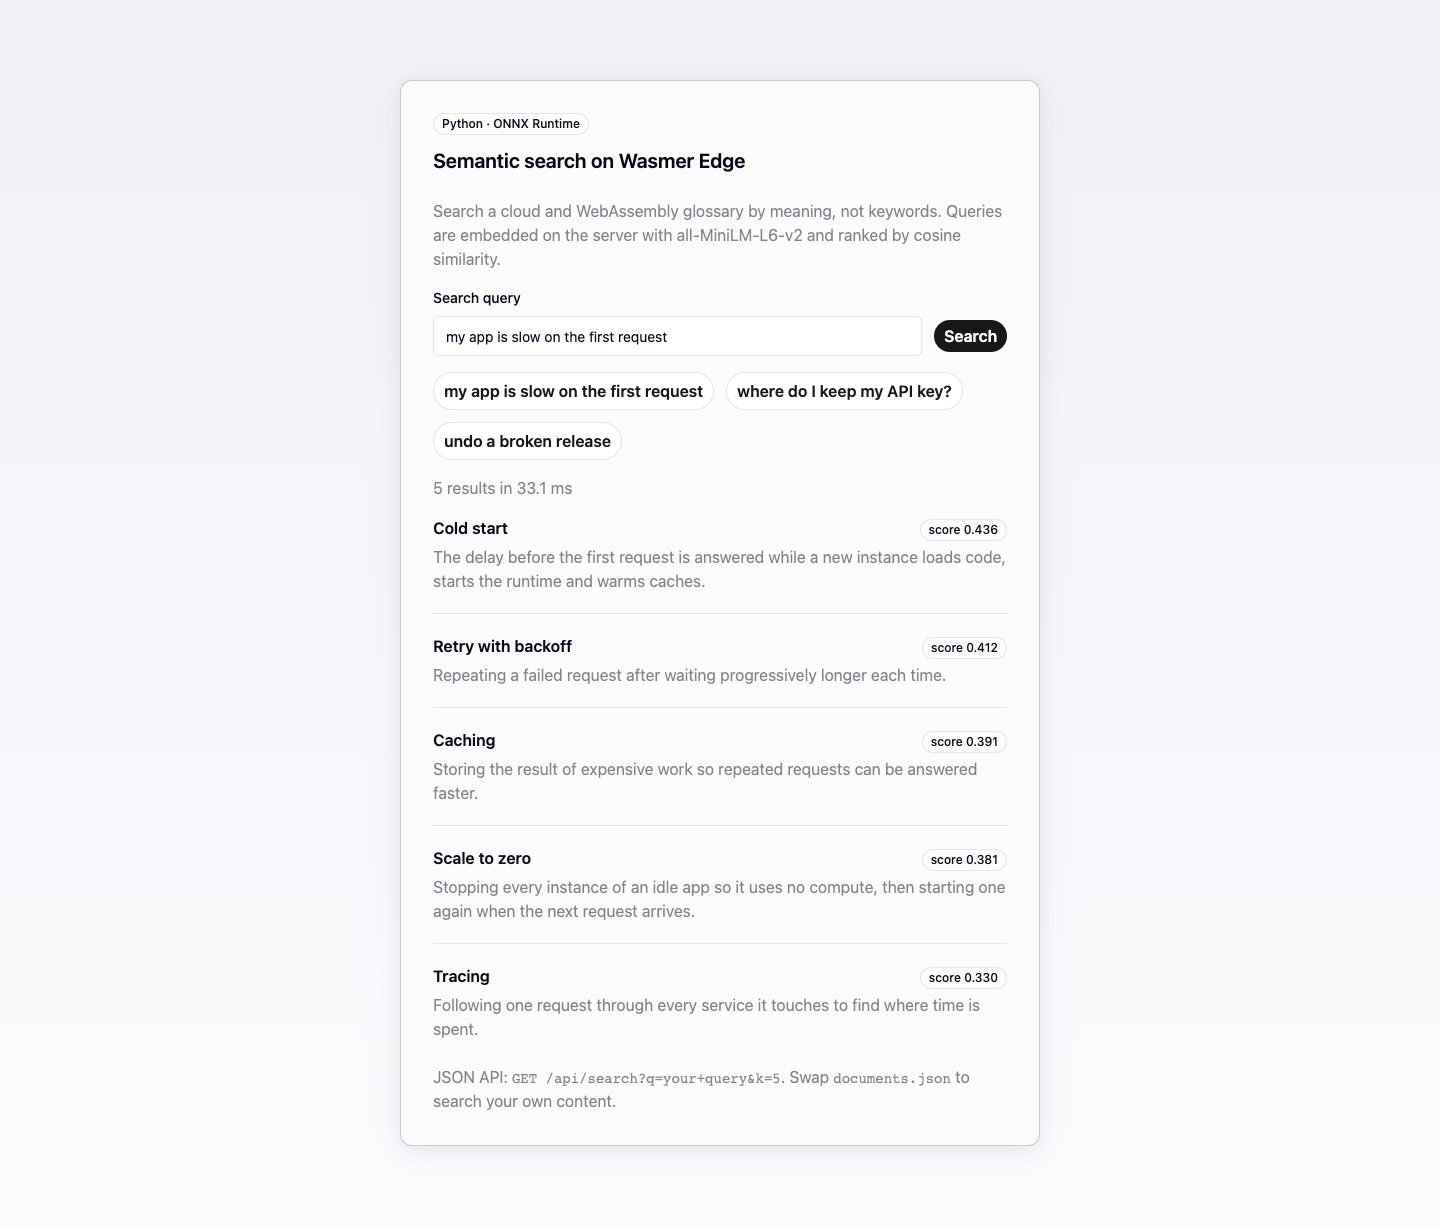 Python · ONNX Runtime
Semantic search on Wasmer Edge
Search a cloud and WebAssembly glossary by meaning, not keywords. Queries
are embedded on the server with all-MiniLM-L6-v2 and ranked by cosine
similarity.
Search query
my app is slow on the first request
Search
my app is slow on the first request
where do I keep my API key?
undo a broken release
5 results in 33.1 ms
Cold start
score 0.436
The delay before the first request is answered while a new instance loads code,
starts the runtime and warms caches.
Retry with backoff
score 0.412
Repeating a failed request after waiting progressively longer each time.
Caching
score 0.391
Storing the result of expensive work so repeated requests can be answered
faster.
Scale to zero
score 0.381
Stopping every instance of an idle app so it uses no compute, then starting one
again when the next request arrives.
Tracing
score 0.330
Following one request through every service it touches to find where time is
spent.
JSON API: GET /api/search?q=your+query&k=5. Swap documents.json to
search your own content.